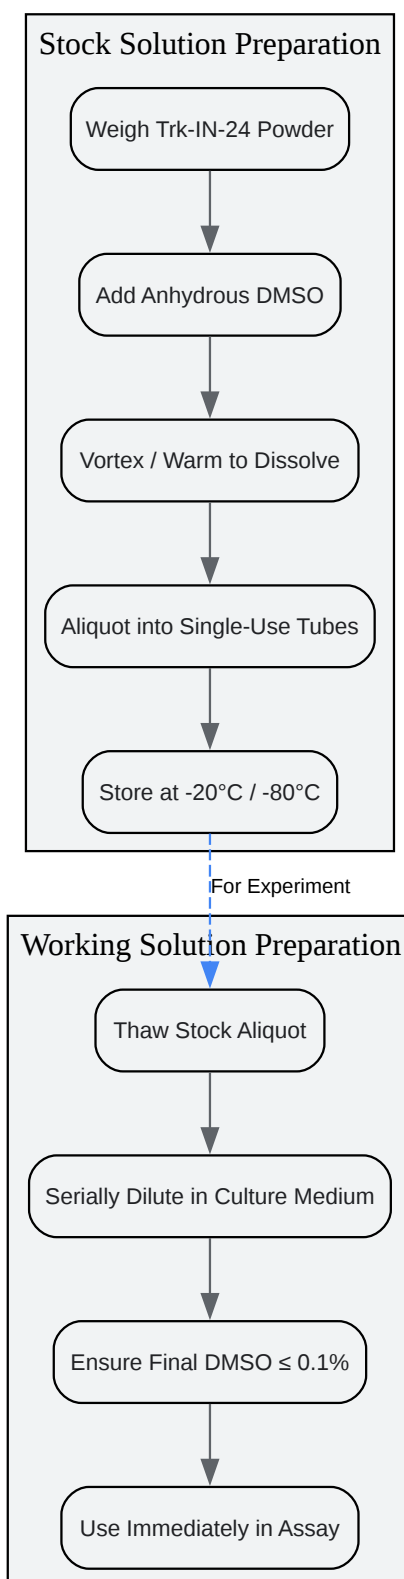 Stock Solution Preparation
Weigh Trk-IN-24 Powder
Add Anhydrous DMSO
Vortex / Warm to Dissolve
Aliquot into Single-Use Tubes
Store at -20°C / -80°C
For Experiment
Working Solution Preparation
Thaw Stock Aliquot
Serially Dilute in Culture Medium
Ensure Final DMSO ≤ 0.1%
Use Immediately in Assay